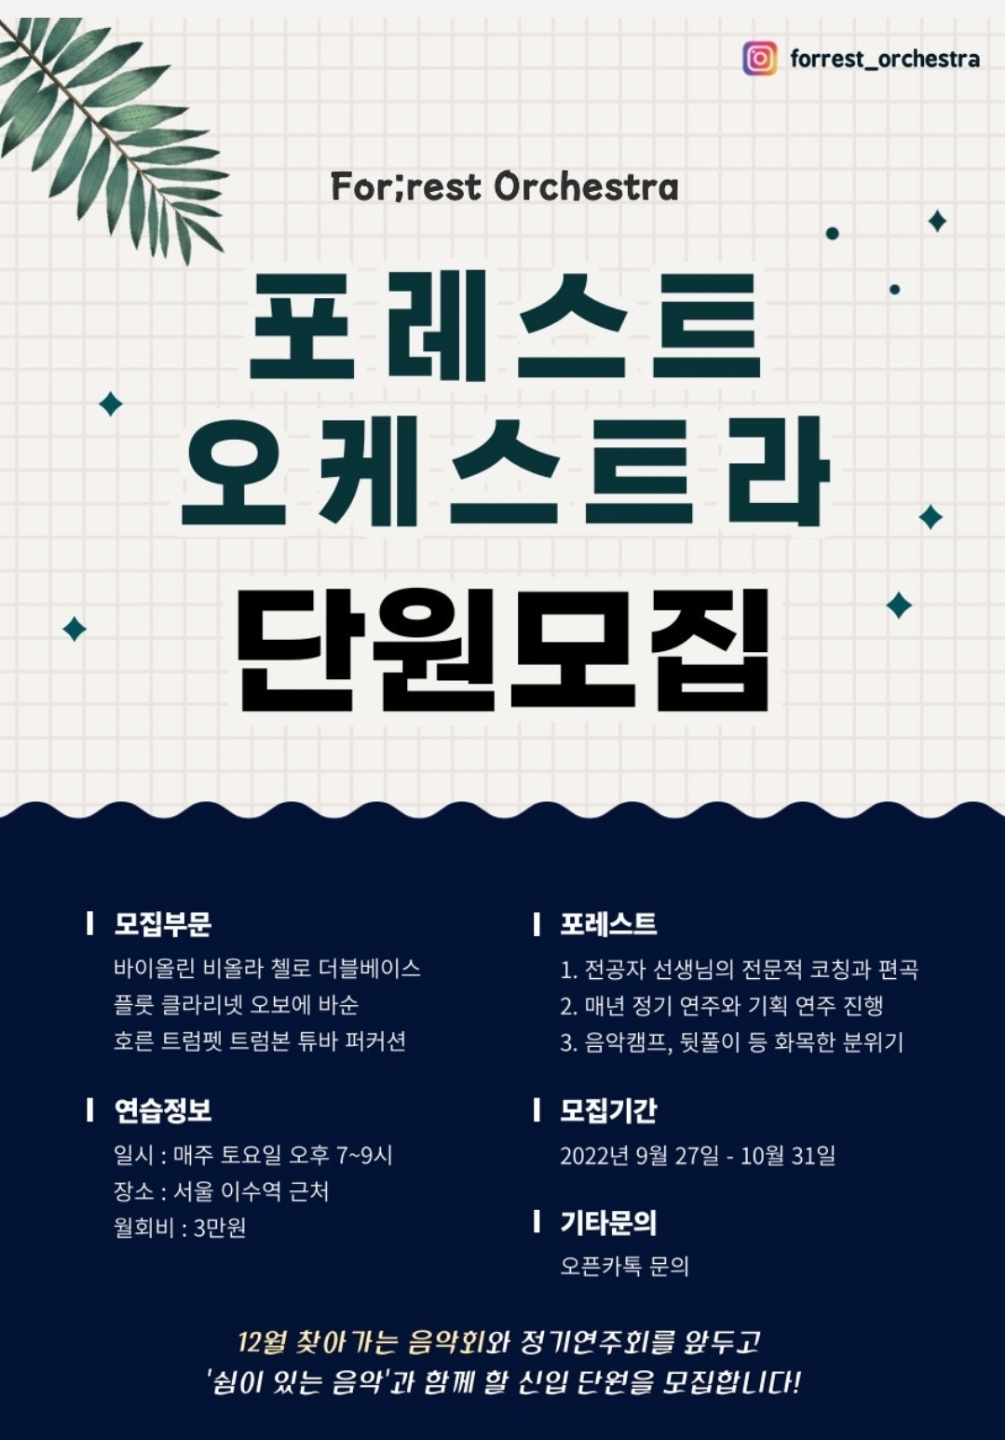 forrest_orchestra
For;rest Orchestra
포레스트
오케스트라
단원모집
모집부문
바이올린 비올라 첼로 더블베이스
플룻 클라리넷 오보에 바순
호른 트럼펫 트럼본 튜바 퍼커션
연습정보
일시 : 매주 토요일 오후 7~9시
장소 : 서울 이수역 근처
월회비 : 3만원
포레스트
1. 전공자 선생님의 전문적 코칭과 편곡
2. 매년 정기 연주와 기획 연주 진행
3. 음악캠프, 뒷풀이 등 화목한 분위기
모집기간
2022년 9월 27일 - 10월 31일
기타문의
오픈카톡 문의
12월 찾아가는 음악회와 정기연주회를 앞두고
'쉼이 있는 음악'과 함께 할 신입 단원을 모집합니다!